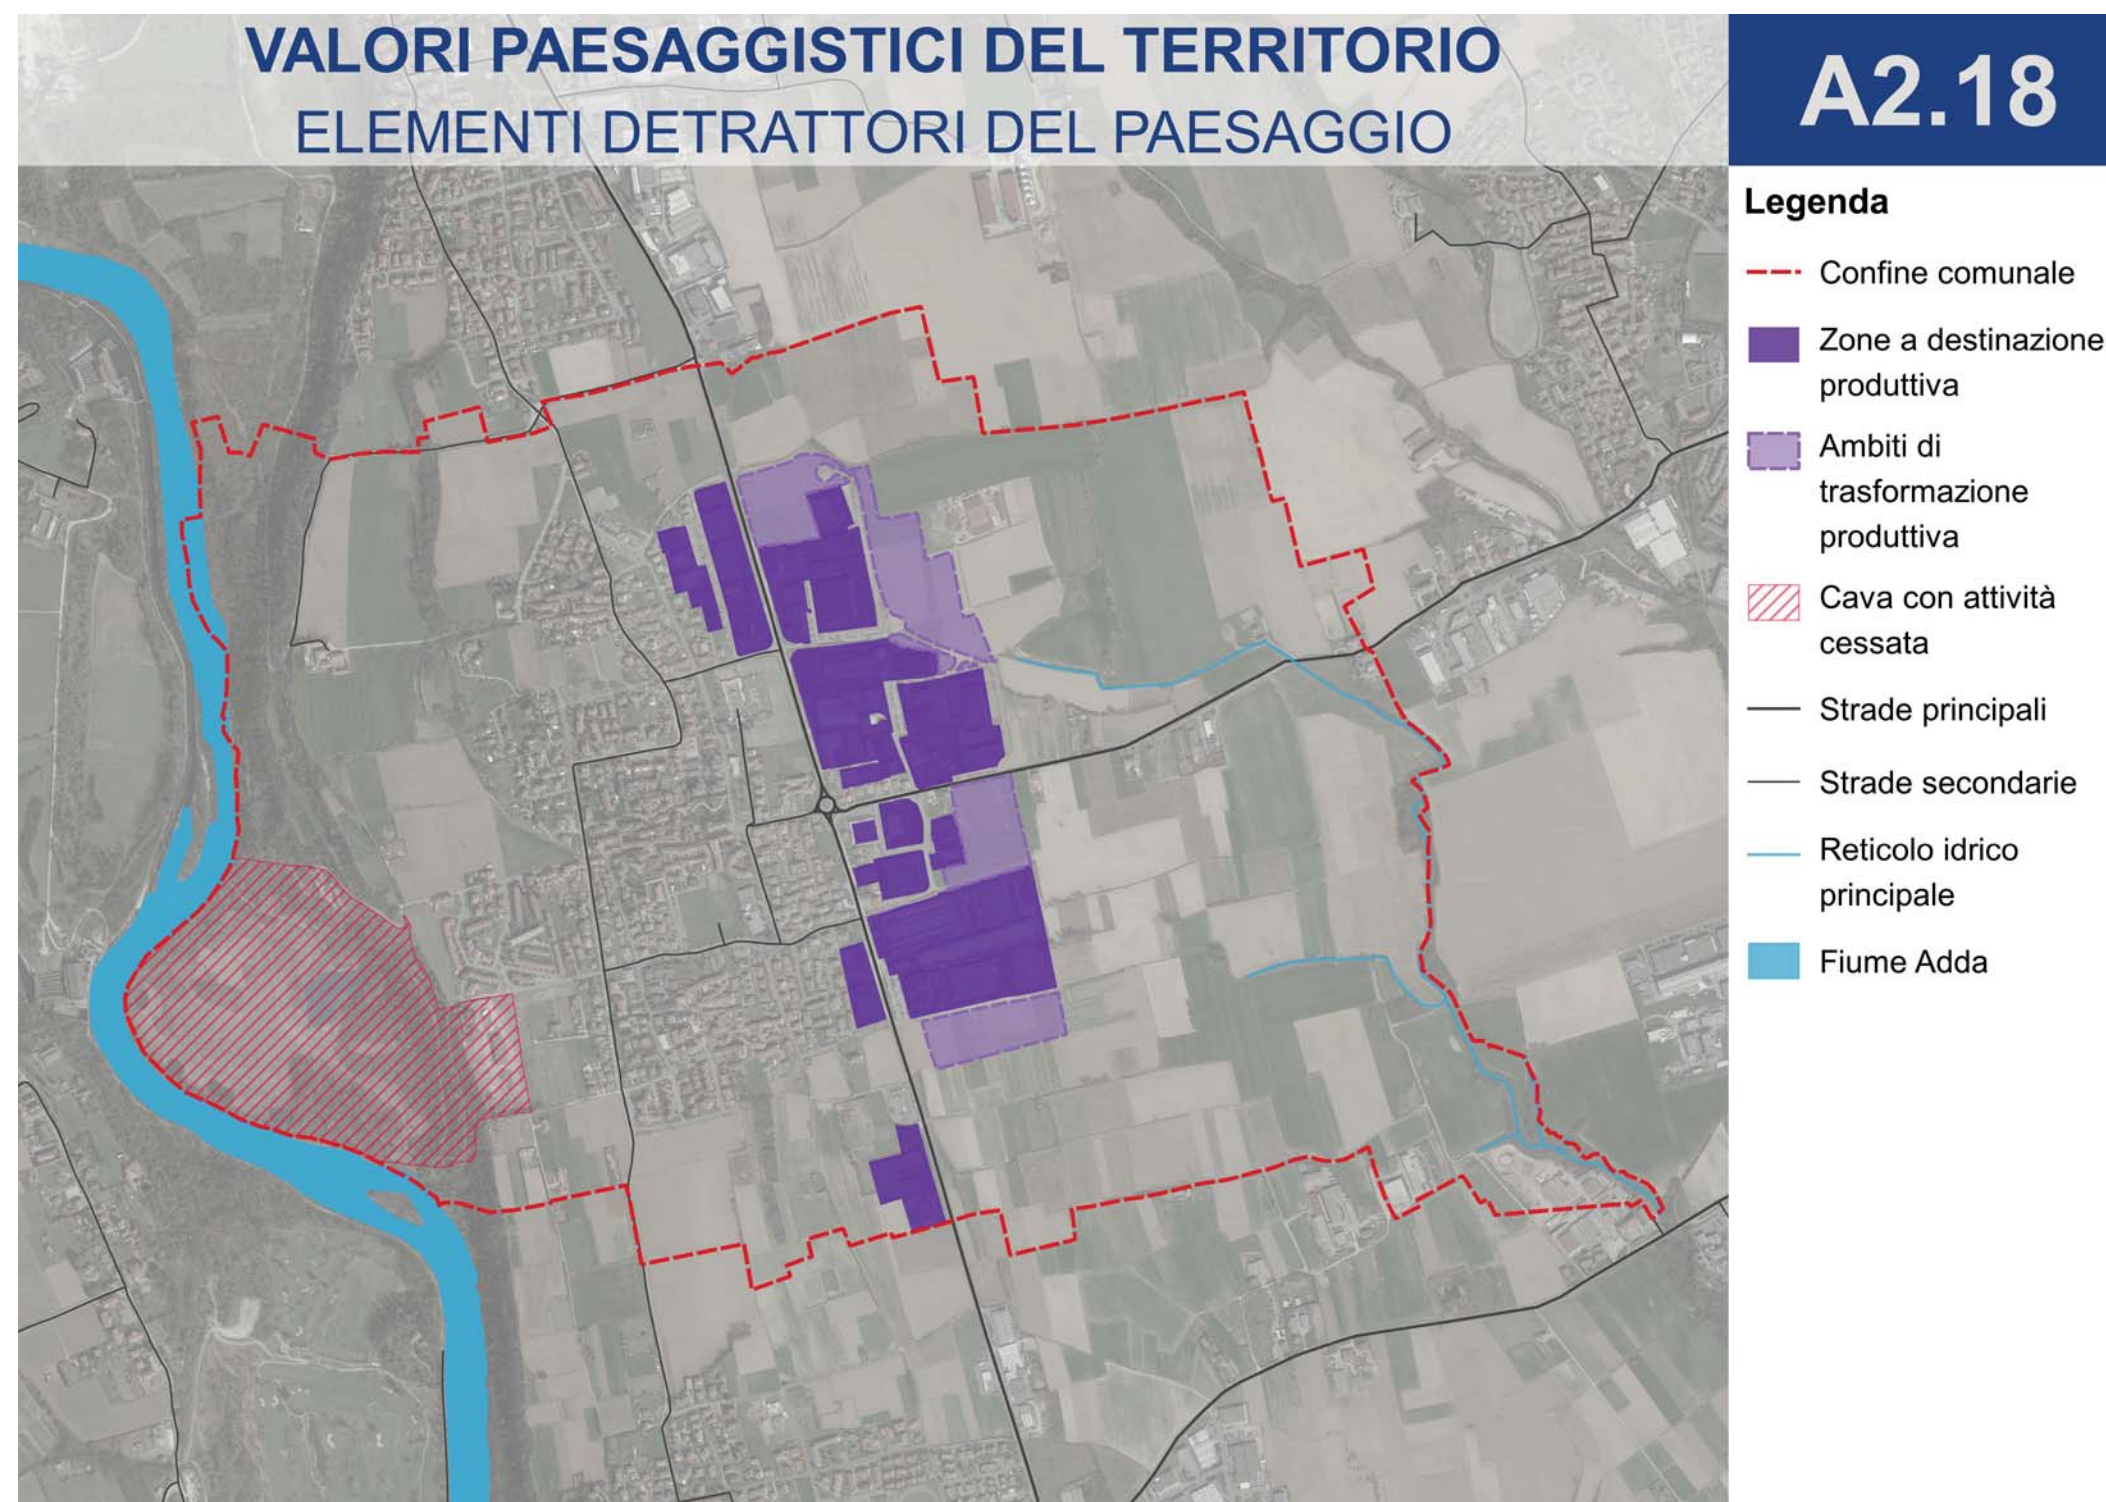 VALORI PAESAGGISTICI DEL TERRITORIO
ELEMENTI DETRATTORI DEL PAESAGGIO
A2.18
Legenda
Confine comunale
Zone a destinazione
produttiva
Ambiti di
trasformazione
produttiva
Cava con attività
cessata
Strade principali
Strade secondarie
Reticolo idrico
principale
Fiume Adda